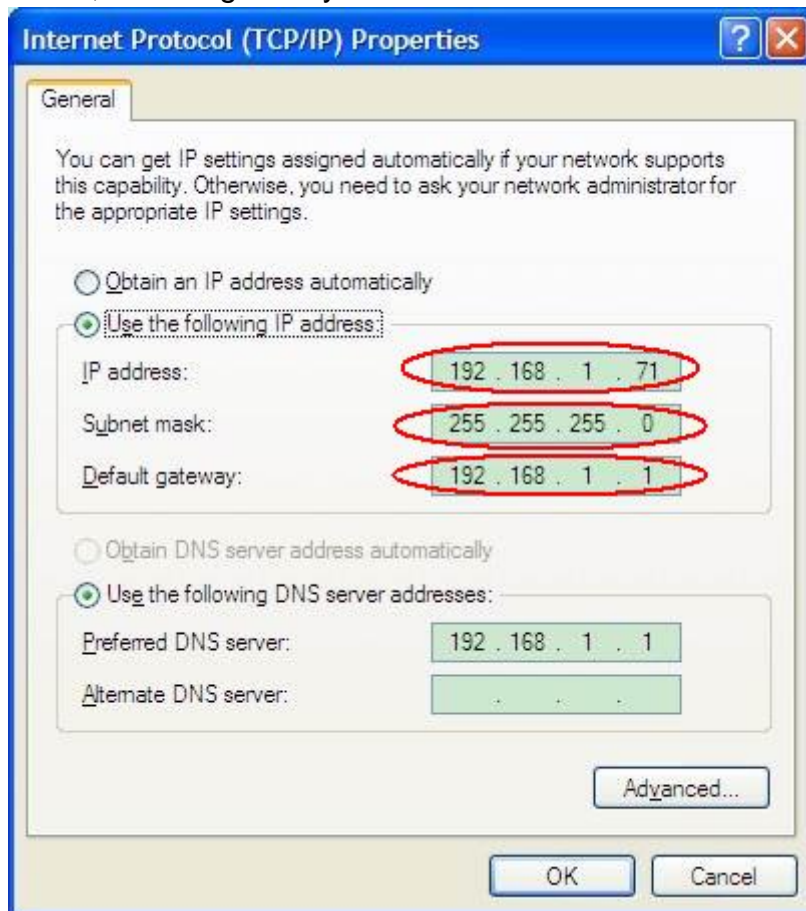 Internet Protocol (TCP/IP) Properties
General
You can get IP settings assigned automatically if your network supports
this capability. Otherwise, you need to ask your network administrator for
the appropriate IP settings.
Obtain an IP address automatically
Use the following IP address:
IP address: 192 . 168 . 1 . 71
Subnet mask: 255 . 255 . 255 . 0
Default gateway: 192 . 168 . 1 . 1
Obtain DNS server address automatically
Use the following DNS server addresses:
Preferred DNS server: 192 . 168 . 1 . 1
Alternate DNS server: . . .
Advanced...
OK Cancel